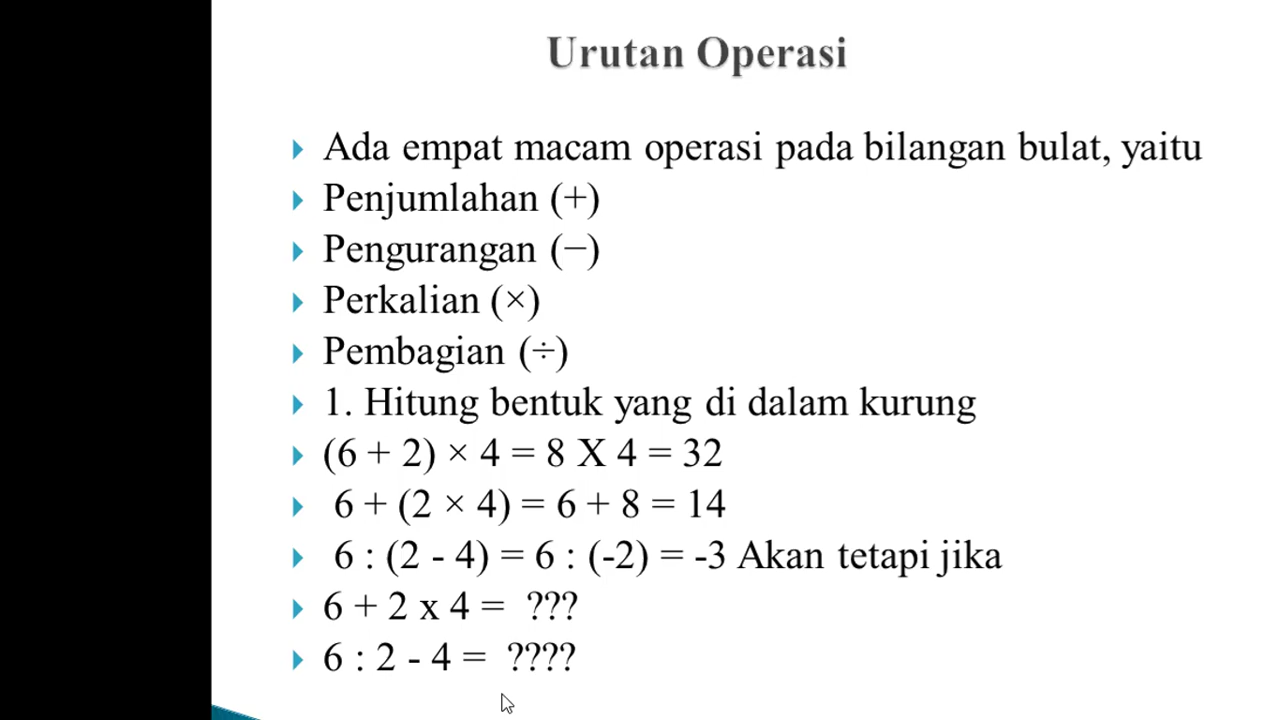 Urutan Operasi
Ada empat macam operasi pada bilangan bulat, yaitu
Penjumlahan (+)
Pengurangan (−)
Perkalian (×)
Pembagian (÷)
1. Hitung bentuk yang di dalam kurung
(6 + 2) × 4 = 8 X 4 = 32
6 + (2 × 4) = 6 + 8 = 14
6 : (2 - 4) = 6 : (-2) = -3 Akan tetapi jika
6 + 2 x 4 = ???
6 : 2 - 4 = ????